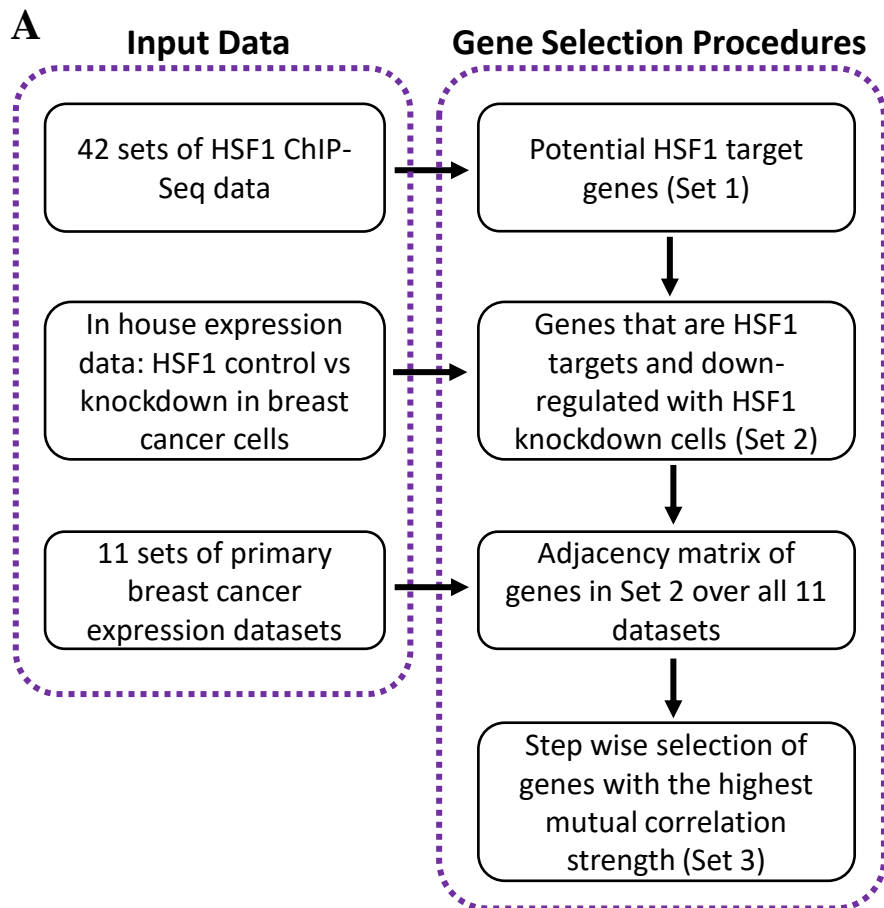 A
Input Data
Gene Selection Procedures
42 sets of HSF1 ChIP-
Seq data
Potential HSF1 target
genes (Set 1)
In house expression
data: HSF1 control vs
knockdown in breast
cancer cells
Genes that are HSF1
targets and down-
regulated with HSF1
knockdown cells (Set 2)
11 sets of primary
breast cancer
expression datasets
Adjacency matrix of
genes in Set 2 over all 11
datasets
Step wise selection of
genes with the highest
mutual correlation
strength (Set 3)